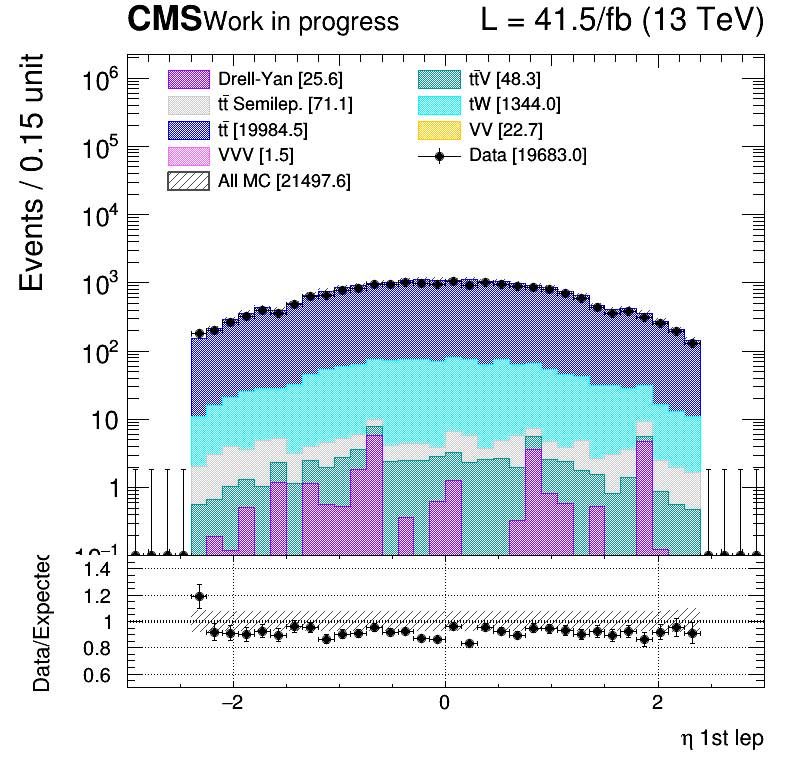 CMS Work in progress L = 41.5/fb (13 TeV)
Drell-Yan [25.6] tt̄V [48.3]
tt̄ Semilep. [71.1] tW [1344.0]
tt̄ [19984.5] VV [22.7]
VVV [1.5] Data [19683.0]
All MC [21497.6]
Events / 0.15 unit
10⁶
10⁵
10⁴
10³
10²
10
1
10⁻¹
Data/Expected
1.4
1.2
1
0.8
0.6
−2 0 2
η 1st lep